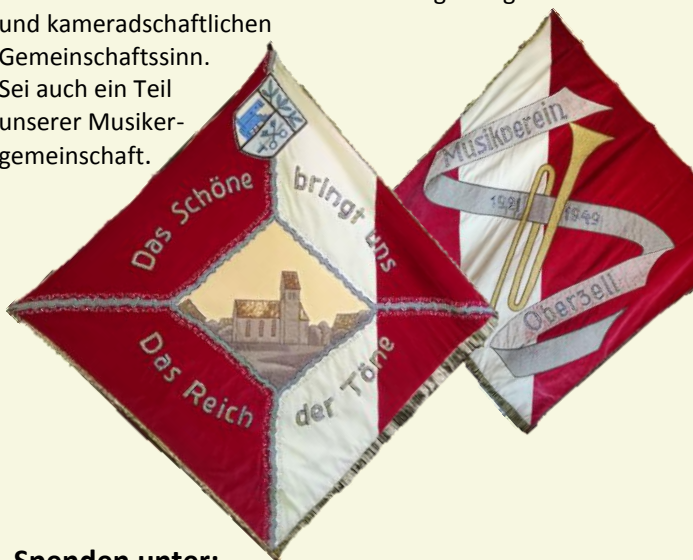 und kameradschaftlichen
Gemeinschaftssinn.
Sei auch ein Teil
unserer Musiker-
gemeinschaft.
Das Schöne
bringt uns
Das Reich
der Töne
Musikverein
1921 1949
Oberzell
Spenden unter: